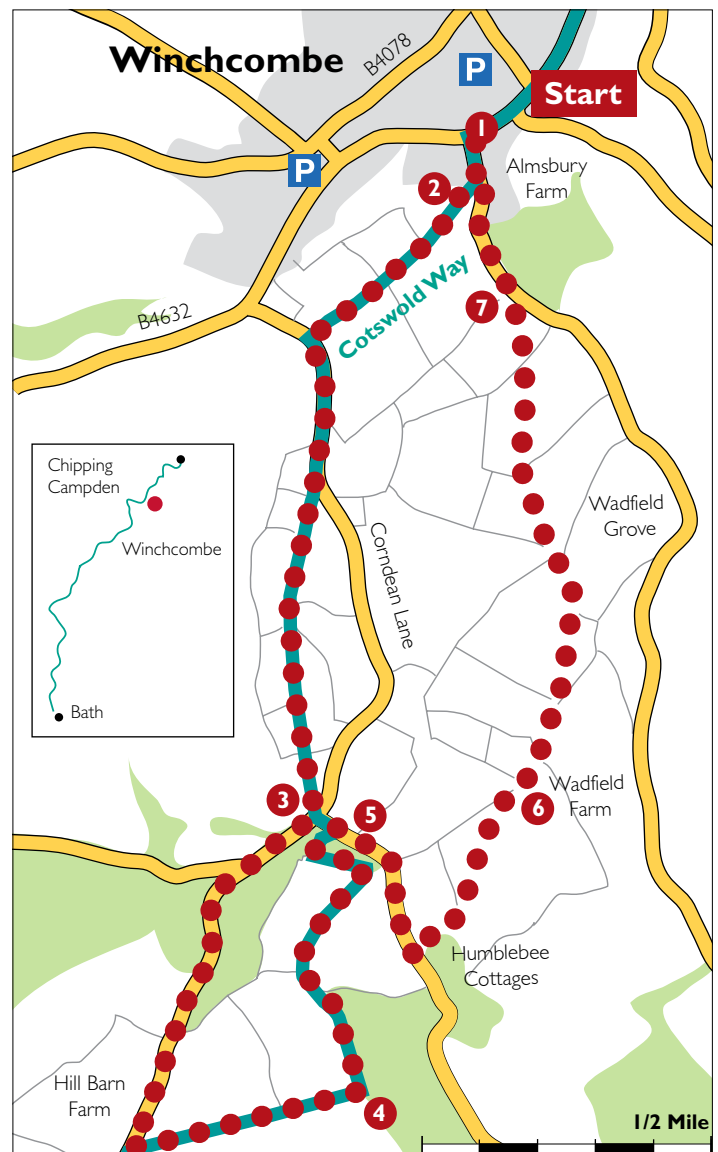 Winchcombe
B4078
P
Start
1
P
Almsbury
Farm
2
Cotswold Way
7
B4632
Chipping
Campden
Winchcombe
Bath
Corndean Lane
Wadfield
Grove
3
5
Wadfield
Farm
6
Humblebee
Cottages
Hill Barn
Farm
4
1/2 Mile